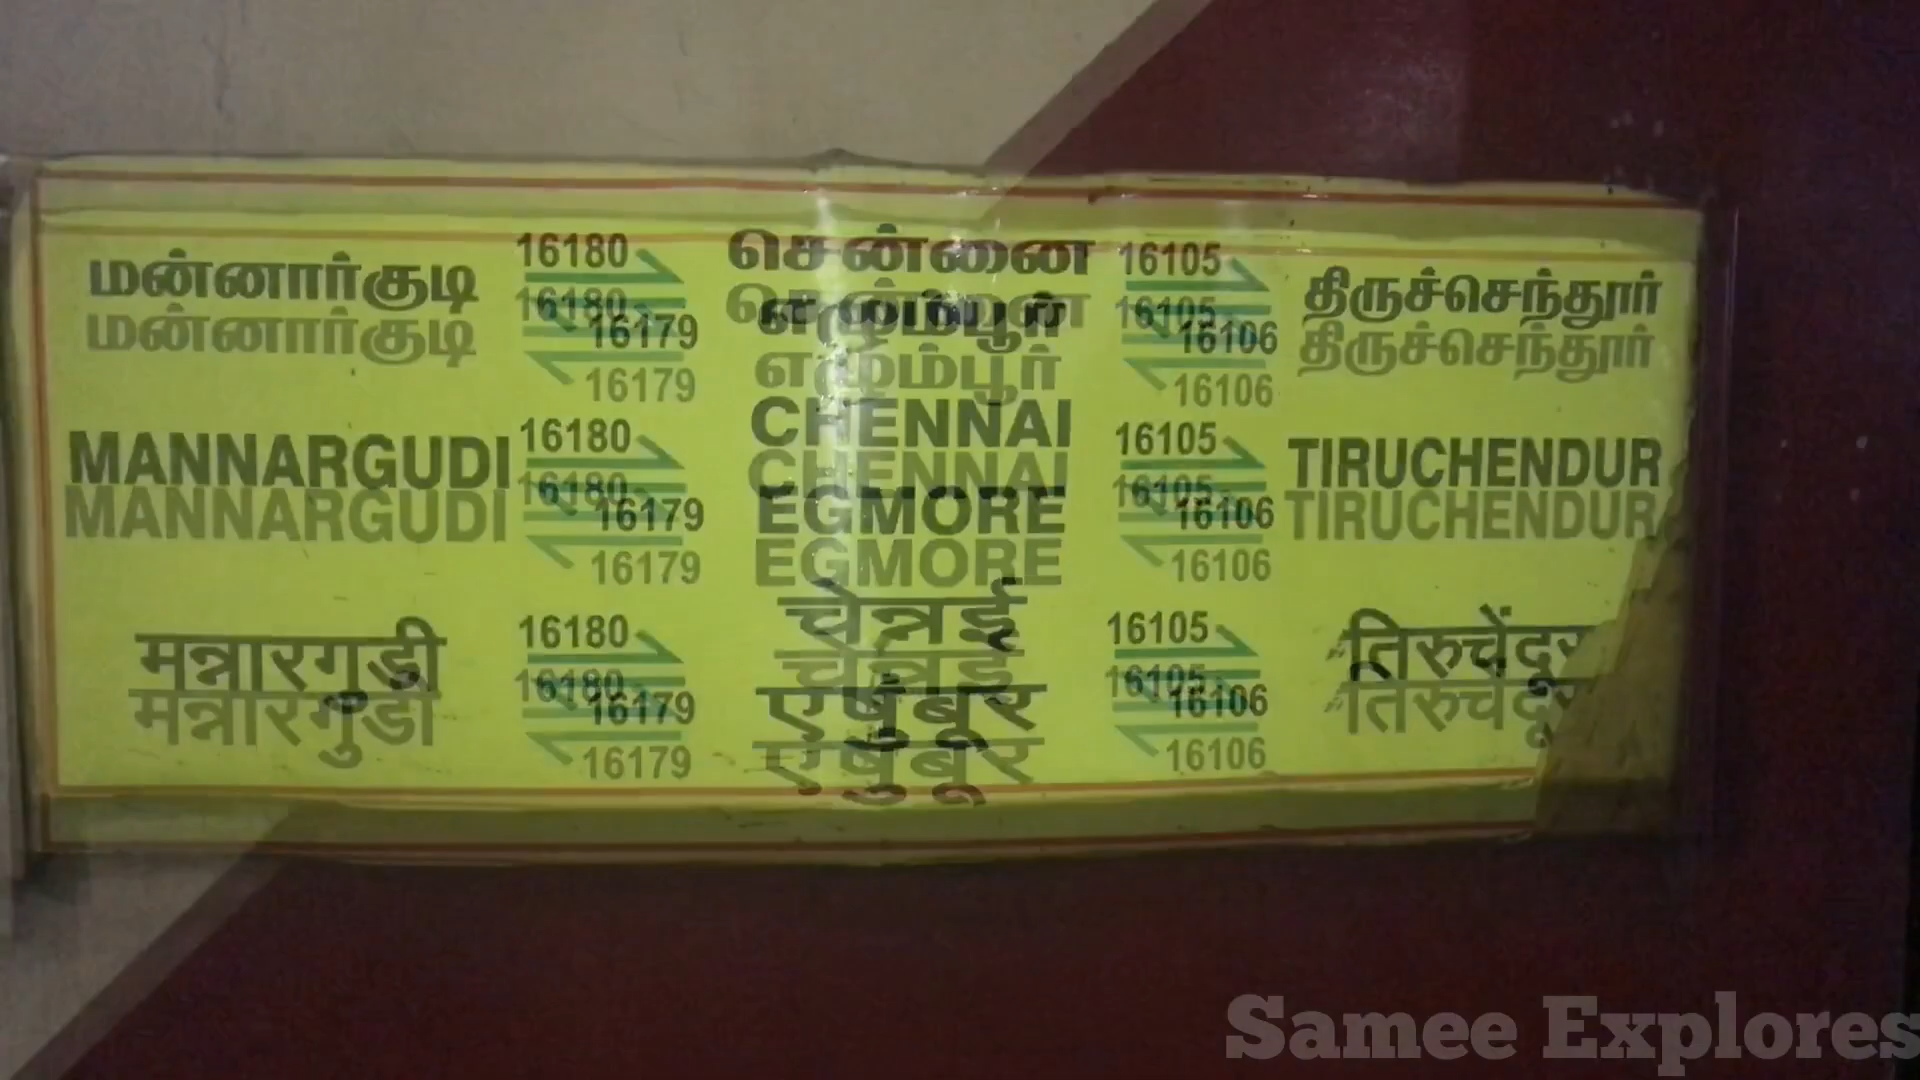 மன்னார்குடி 16180 16179 சென்னை எழும்பூர் 16105 16106 திருச்செந்தூர்
MANNARGUDI 16180 16179 CHENNAI EGMORE 16105 16106 TIRUCHENDUR
मन्नारगुडी 16180 16179 चेन्नई एषुंबूर 16105 16106 तिरुचेंदूर
Samee Explores